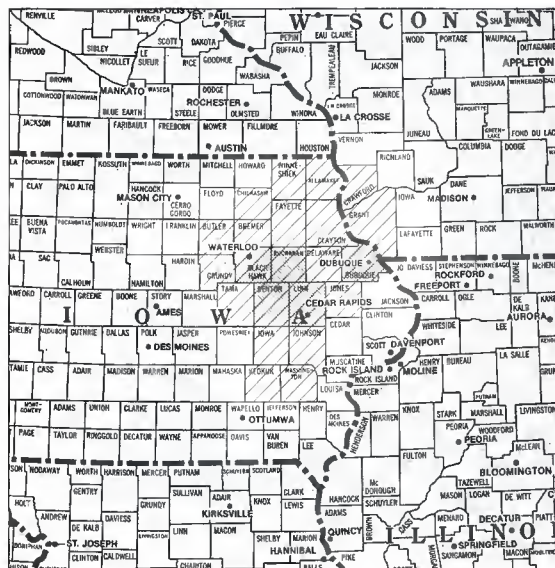 RENVILLE MINNEAPOLIS ST. PAUL PIERCE WISCONSIN SHAWANO
CARVER SCOTT DAKOTA PEPIN EAU CLAIRE WOOD PORTAGE WAUPACA
REDWOOD SIBLEY LE SUEUR RICE GOODHUE BUFFALO TREMPEALEAU OUTAGAMIE
NICOLLET WABASHA JACKSON APPLETON
BROWN MANKATO WASECA DODGE MONROE ADAMS WAUSHARA WINNEBAGO
COTTONWOOD WATONWAN ROCHESTER LA CROSSE MARQUETTE
BLUE EARTH STEELE OLMSTED WINONA LA CROSSE GREEN LAKE
JACKSON MARTIN FARIBAULT FREEBORN MOWER FILLMORE JUNEAU FOND DU LAC
AUSTIN HOUSTON VERNON COLUMBIA DODGE
DICKINSON EMMET KOSSUTH WINNEBAGO WORTH MITCHELL HOWARD WINNESHIEK ALLAMAKEE RICHLAND
CLAY PALO ALTO HANCOCK FLOYD CHICKASAW CRAWFORD SAUK DANE
MASON CITY CERRO GORDO FAYETTE GRANT IOWA MADISON
BUENA VISTA POCAHONTAS HUMBOLDT WRIGHT FRANKLIN BUTLER BREMER CLAYTON LAFAYETTE GREEN ROCK WALWORTH
WEBSTER WATERLOO BUCHANAN DELAWARE DUBUQUE
SAC HARDIN BLACK HAWK DUBUQUE JO DAVIESS STEPHENSON WINNEBAGO BOONE
CALHOUN HAMILTON GRUNDY ROCKFORD FREEPORT
CARROLL GREENE BOONE STORY MARSHALL TAMA BENTON LINN JONES JACKSON CARROLL OGLE DE KALB
AMES CEDAR RAPIDS CLINTON AURORA
IOWA CEDAR WHITESIDE LEE
SHELBY AUDUBON GUTHRIE DALLAS POLK JASPER POWESHIEK IOWA JOHNSON SCOTT DAVENPORT LA SALLE
DES MOINES MUSCATINE ROCK ISLAND MOLINE HENRY BUREAU
CASS ADAIR MADISON WARREN MARION MAHASKA KEOKUK WASHINGTON ROCK ISLAND
LOUISA MERCER PUTNAM
MONTGOMERY ADAMS UNION CLARKE LUCAS MONROE WAPELLO JEFFERSON HENRY KNOX STARK MARSHALL LIVINGSTON
OTTUMWA DES MOINES WARREN PEORIA WOODFORD
PAGE TAYLOR RINGGOLD DECATUR WAYNE APPANOOSE DAVIS VAN BUREN LEE HENDERSON PEORIA McLEAN
FULTON BLOOMINGTON
NODAWAY WORTH HARRISON MERCER PUTNAM SCHUYLER SCOTLAND McDONOUGH TAZEWELL
HOLT GENTRY SULLIVAN ADAIR KNOX CLARK HANCOCK SCHUYLER MASON LOGAN DE WITT
ANDREW DAVIESS GRUNDY KIRKSVILLE LEWIS ADAMS CASS MENARD DECATUR
DE KALB LINN MACON QUINCY BROWN ILLINOIS
ST. JOSEPH LIVINGSTON SHELBY MARION SPRINGFIELD
CLINTON CALDWELL CHARITON HANNIBAL PIKE SANGAMON MACON